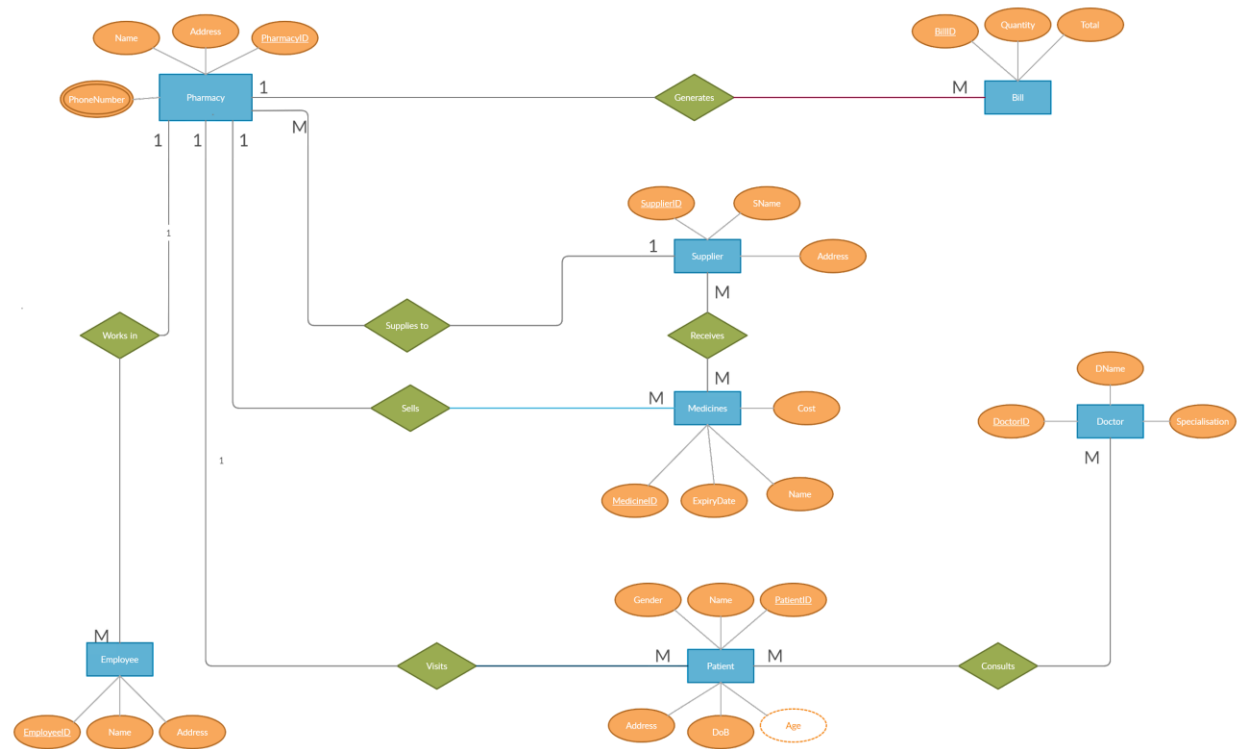 Name
Address
PharmacyID
PhoneNumber
Pharmacy
1
Generates
M
Bill
BillID
Quantity
Total
M
1
1
1
1
SupplierID
SName
1
Supplier
Address
M
Works in
Supplies to
Receives
M
Sells
M
Medicines
Cost
MedicineID
ExpiryDate
Name
DName
DoctorID
Doctor
Specialisation
M
1
Gender
Name
PatientID
M
Employee
Visits
M
Patient
M
Consults
EmployeeID
Name
Address
Address
DoB
Age